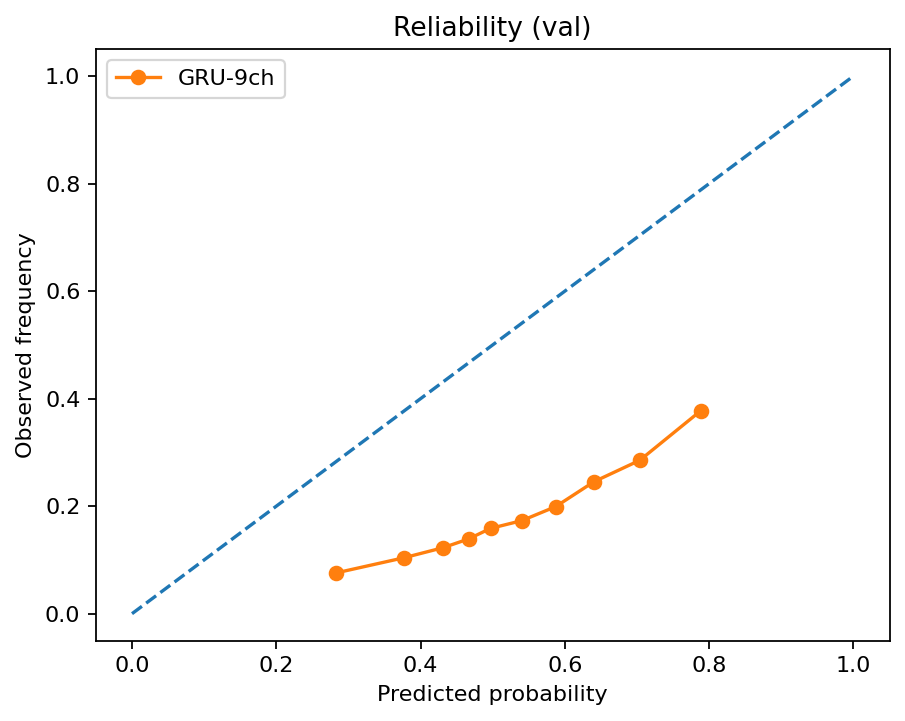 Reliability (val)
GRU-9ch
1.0
0.8
0.6
0.4
0.2
0.0
Observed frequency
0.0 0.2 0.4 0.6 0.8 1.0
Predicted probability